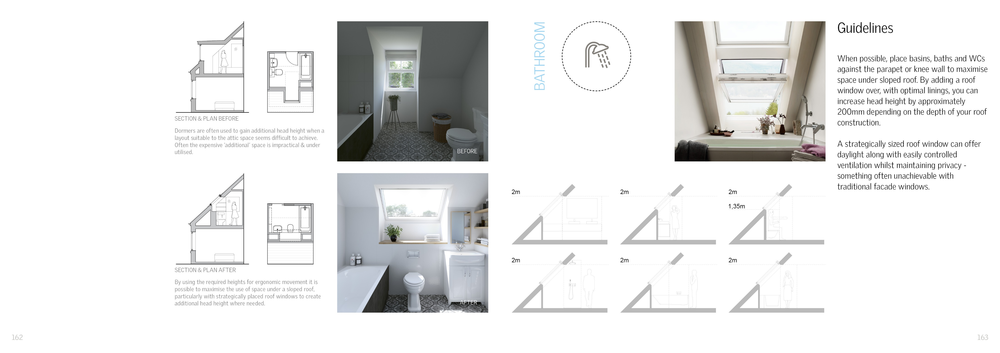 SECTION & PLAN BEFORE
Dormers are often used to gain additional head height when a
layout suitable to the attic space seems difficult to achieve.
Often the expensive ‘additional’ space is impractical & under
utilised.
BEFORE
SECTION & PLAN AFTER
By using the required heights for ergonomic movement it is
possible to maximise the use of space under a sloped roof,
particularly with strategically placed roof windows to create
additional head height where needed.
AFTER
162
BATHROOM
2m
2m
2m
1,35m
2m
2m
2m
Guidelines
When possible, place basins, baths and WCs
against the parapet or knee wall to maximise
space under sloped roof. By adding a roof
window over, with optimal linings, you can
increase head height by approximately
200mm depending on the depth of your roof
construction.
A strategically sized roof window can offer
daylight along with easily controlled
ventilation whilst maintaining privacy -
something often unachievable with
traditional facade windows.
163